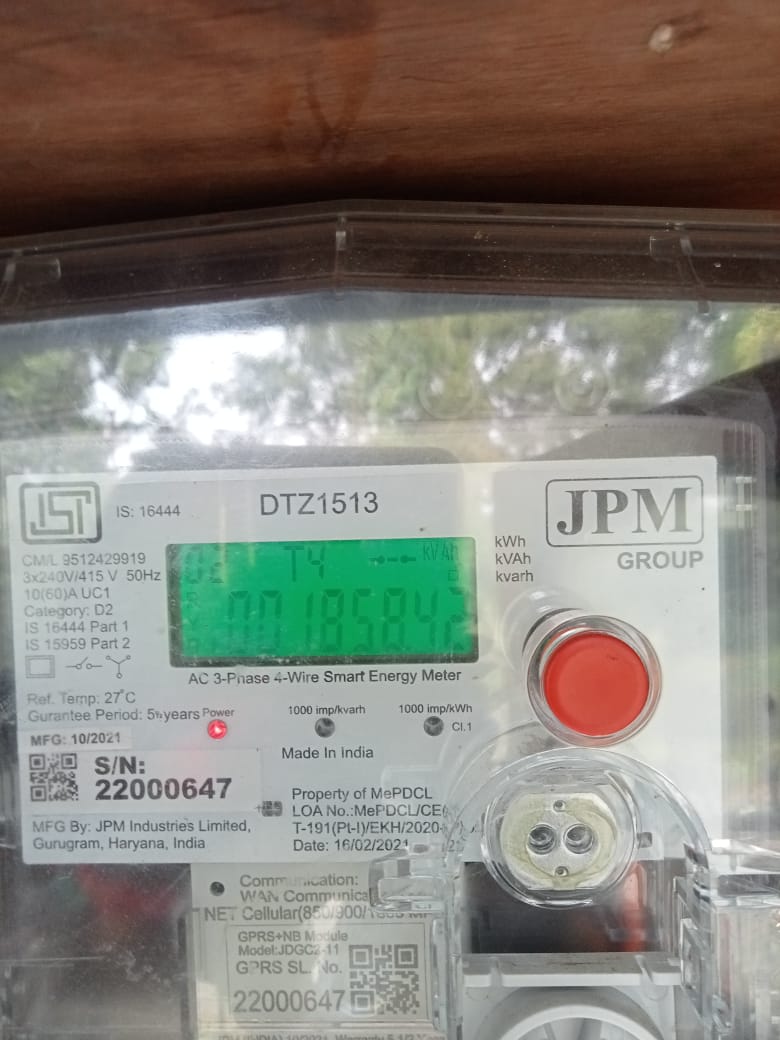 IS: 16444
DTZ1513
JPM
GROUP
CM/L 9512429919
3x240V/415 V 50Hz
10(60)A UC1
Category: D2
IS 16444 Part 1
IS 15959 Part 2
02 T4 kVAh
00185842
kWh
kVAh
kvarh
AC 3-Phase 4-Wire Smart Energy Meter
Ref. Temp: 27°C
Gurantee Period: 5½years
Power
1000 imp/kvarh
1000 imp/kWh
Cl.1
MFG: 10/2021
Made In India
S/N:
22000647
Property of MePDCL
LOA No.:MePDCL/CE(
T-191(Pt-I)/EKH/2020-
Date: 16/02/2021
MFG By: JPM Industries Limited,
Gurugram, Haryana, India
Communication:
WAN Communica
NET Cellular(850/900/1800
GPRS+NB Module
Model:JDGC2-11
GPRS SL. No.
22000647